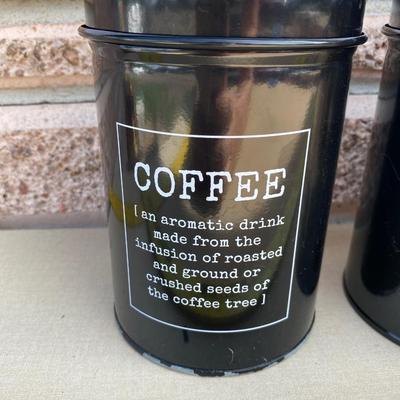 COFFEE
[ an aromatic drink
made from the
infusion of roasted
and ground or
crushed seeds of
the coffee tree ]